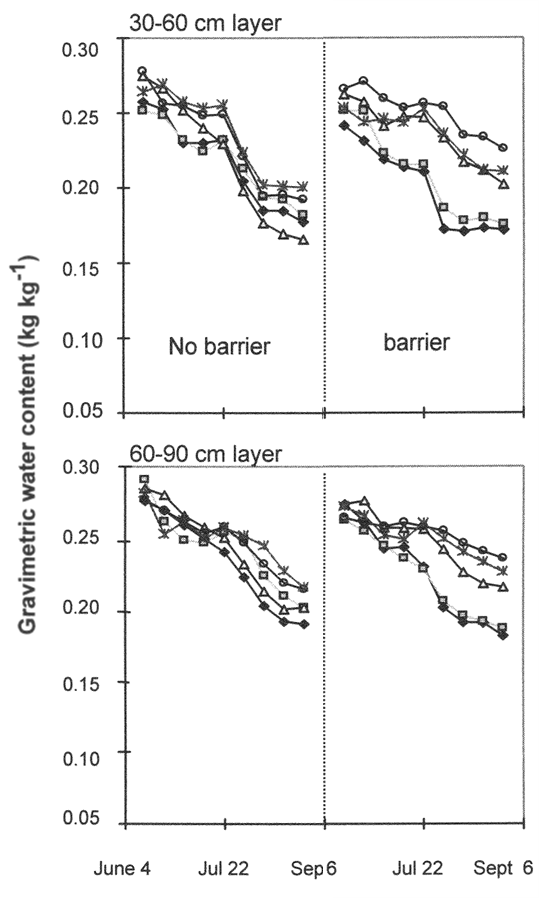 30-60 cm layer
0.30
0.25
0.20
0.15
0.10
0.05
No barrier
barrier
Gravimetric water content (kg kg-1)
60-90 cm layer
0.30
0.25
0.20
0.15
0.10
0.05
June 4
Jul 22
Sep6
Jul 22
Sept 6